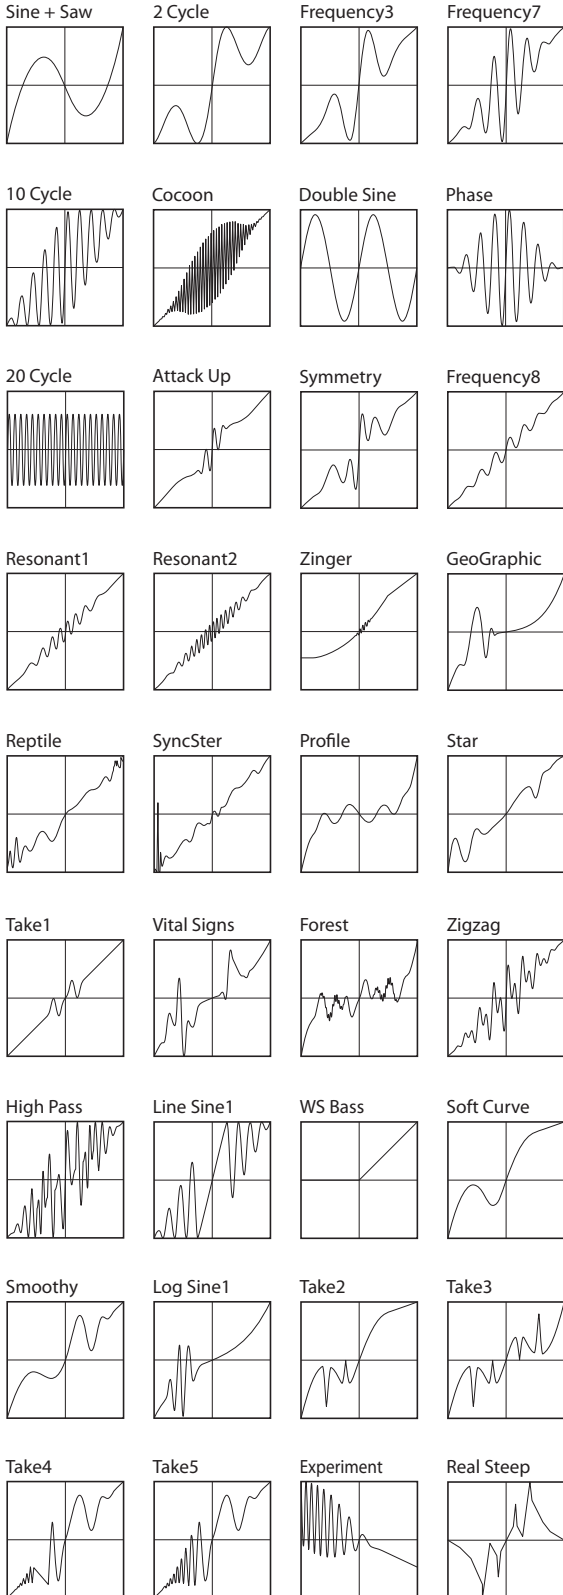 Sine + Saw 2 Cycle Frequency3 Frequency7
10 Cycle Cocoon Double Sine Phase
20 Cycle Attack Up Symmetry Frequency8
Resonant1 Resonant2 Zinger GeoGraphic
Reptile SyncSter Profile Star
Take1 Vital Signs Forest Zigzag
High Pass Line Sine1 WS Bass Soft Curve
Smoothy Log Sine1 Take2 Take3
Take4 Take5 Experiment Real Steep